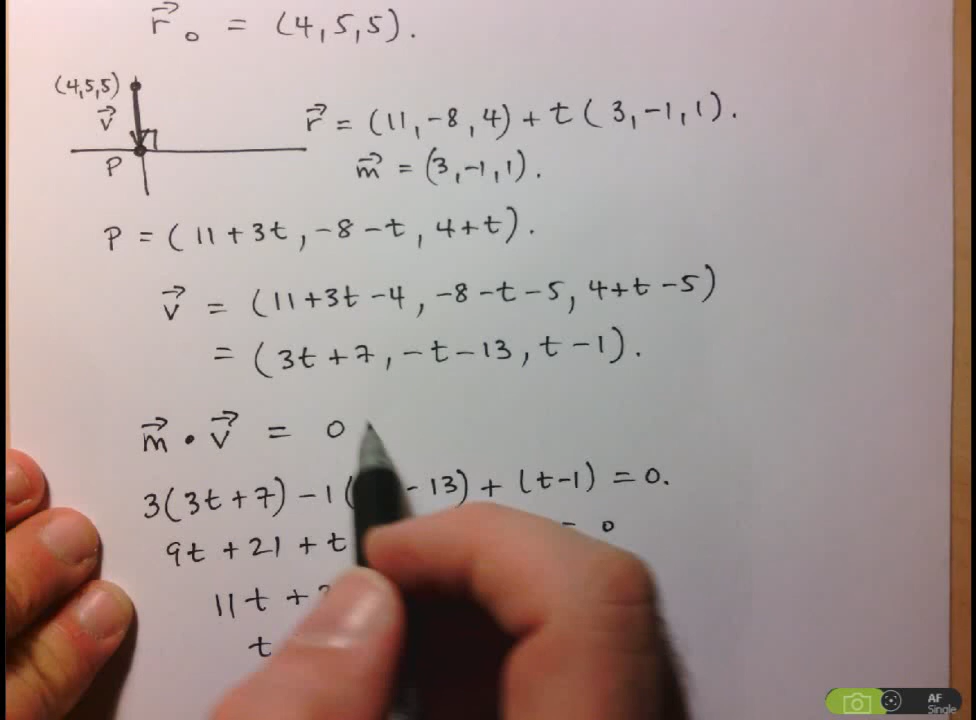 r⃗₀ = (4,5,5).
(4,5,5)
v⃗
P
r⃗ = (11,-8,4) + t(3,-1,1).
m⃗ = (3,-1,1).
P = (11+3t, -8-t, 4+t).
v⃗ = (11+3t-4, -8-t-5, 4+t-5)
= (3t+7, -t-13, t-1).
m⃗ • v⃗ = 0
3(3t+7) -1( -13) + (t-1) = 0.
9t + 21 + t = 0
11t +
t
AF
Single